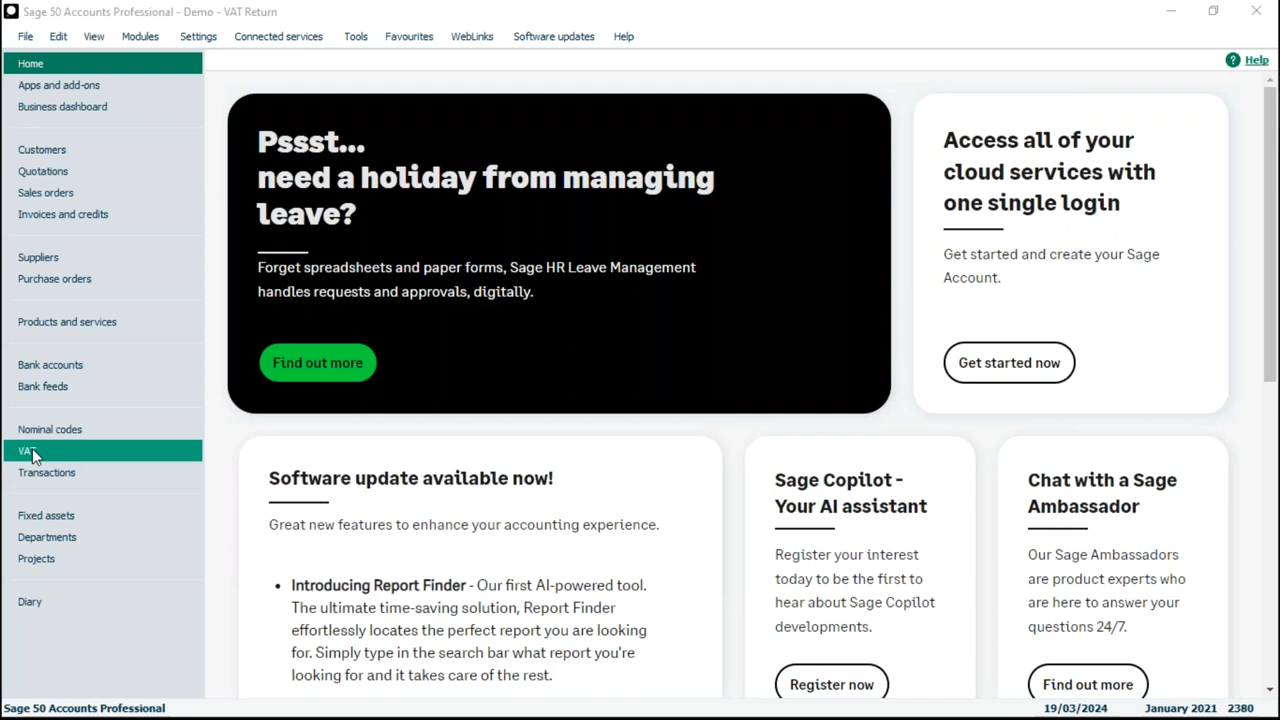 Sage 50 Accounts Professional - Demo - VAT Return
File Edit View Modules Settings Connected services Tools Favourites WebLinks Software updates Help
Home
Apps and add-ons
Business dashboard
Customers
Quotations
Sales orders
Invoices and credits
Suppliers
Purchase orders
Products and services
Bank accounts
Bank feeds
Nominal codes
VAT
Transactions
Fixed assets
Departments
Projects
Diary
? Help
Pssst...
need a holiday from managing
leave?
Forget spreadsheets and paper forms, Sage HR Leave Management
handles requests and approvals, digitally.
Find out more
Access all of your
cloud services with
one single login
Get started and create your Sage
Account.
Get started now
Software update available now!
Great new features to enhance your accounting experience.
• Introducing Report Finder - Our first AI-powered tool.
The ultimate time-saving solution, Report Finder
effortlessly locates the perfect report you are looking
for. Simply type in the search bar what report you're
looking for and it takes care of the rest.
Sage Copilot -
Your AI assistant
Register your interest
today to be the first to
hear about Sage Copilot
developments.
Register now
Chat with a Sage
Ambassador
Our Sage Ambassadors
are product experts who
are here to answer your
questions 24/7.
Find out more
Sage 50 Accounts Professional 19/03/2024 January 2021 2380